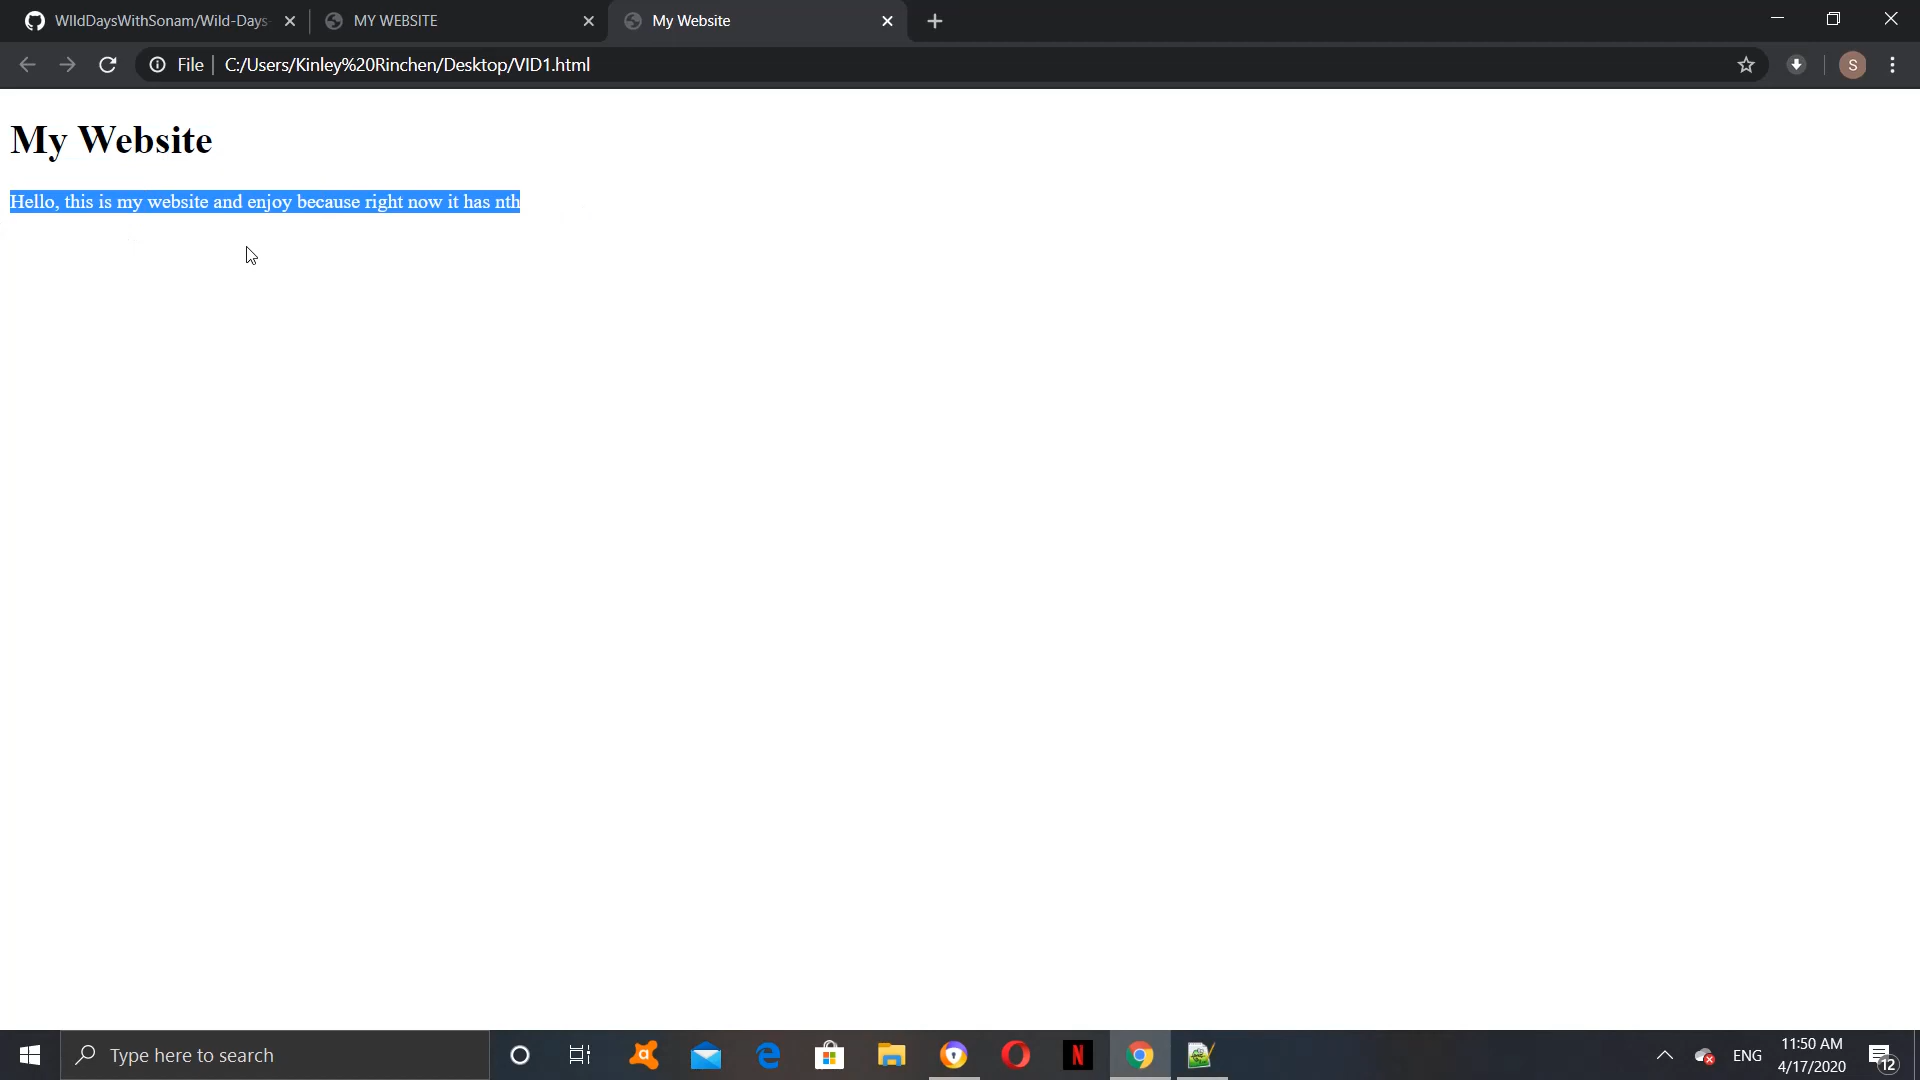 WIldDaysWithSonam/Wild-Days-
MY WEBSITE
My Website
File
C:/Users/Kinley%20Rinchen/Desktop/VID1.html
S
My Website
Hello, this is my website and enjoy because right now it has nth
Type here to search
a
N
ENG
11:50 AM
4/17/2020
12